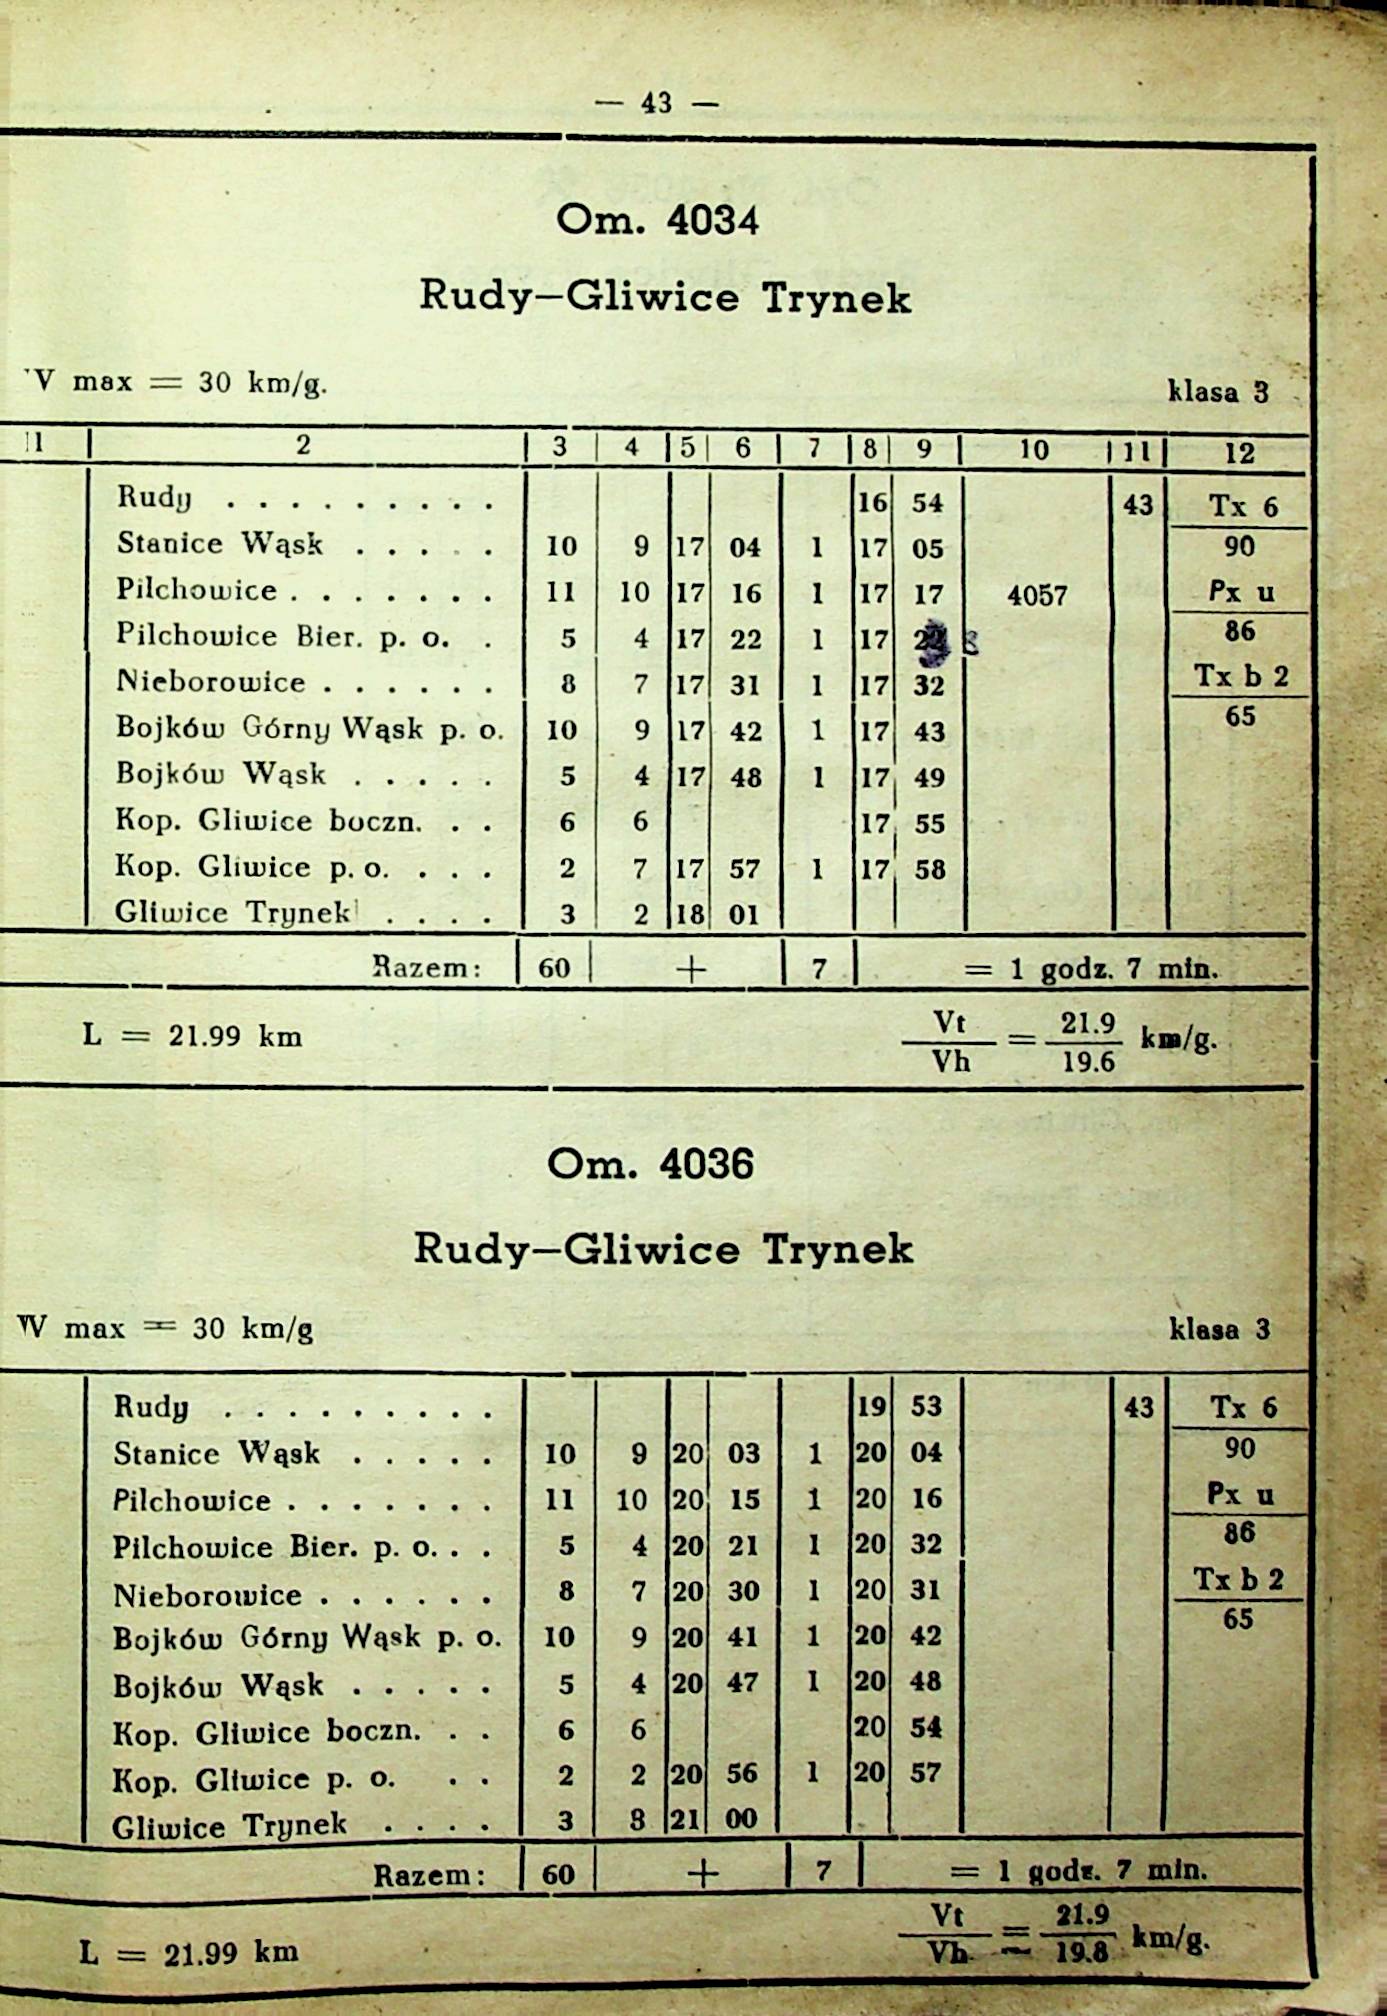 — 43 —
Om. 4034
Rudy—Gliwice Trynek
V max = 30 km/g. klasa 3
1 2 3 4 5 6 7 8 9 10 11 12
Rudy . . . . . . . . . 16 54 43 Tx 6
Stanice Wąsk . . . . . 10 9 17 04 1 17 05 90
Pilchowice . . . . . . . 11 10 17 16 1 17 17 4057 Px u
Pilchowice Bier. p. o. . 5 4 17 22 1 17 23 86
Nieborowice . . . . . . 8 7 17 31 1 17 32 Tx b 2
Bojków Górny Wąsk p. o. 10 9 17 42 1 17 43 65
Bojków Wąsk . . . . . 5 4 17 48 1 17 49
Kop. Gliwice boczn. . . 6 6 17 55
Kop. Gliwice p. o. . . . 2 7 17 57 1 17 58
Gliwice Trynek . . . . 3 2 18 01
Razem: 60 + 7 = 1 godz. 7 min.
L = 21.99 km Vt/Vh = 21.9/19.6 km/g.
Om. 4036
Rudy—Gliwice Trynek
V max = 30 km/g klasa 3
Rudy . . . . . . . . . 19 53 43 Tx 6
Stanice Wąsk . . . . . 10 9 20 03 1 20 04 90
Pilchowice . . . . . . . 11 10 20 15 1 20 16 Px u
Pilchowice Bier. p. o. . . 5 4 20 21 1 20 32 86
Nieborowice . . . . . . 8 7 20 30 1 20 31 Tx b 2
Bojków Górny Wąsk p. o. 10 9 20 41 1 20 42 65
Bojków Wąsk . . . . . 5 4 20 47 1 20 48
Kop. Gliwice boczn. . . 6 6 20 54
Kop. Gliwice p. o. . . 2 2 20 56 1 20 57
Gliwice Trynek . . . . 3 3 21 00
Razem: 60 + 7 = 1 godz. 7 min.
L = 21.99 km Vt/Vh = 21.9/19.8 km/g.